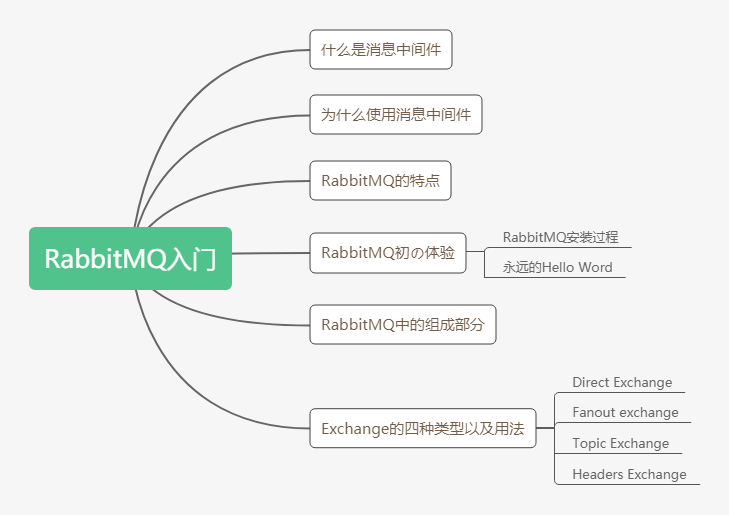 什么是消息中间件
为什么使用消息中间件
RabbitMQ的特点
RabbitMQ入门
RabbitMQ初の体验
RabbitMQ安装过程
永远的Hello Word
RabbitMQ中的组成部分
Exchange的四种类型以及用法
Direct Exchange
Fanout exchange
Topic Exchange
Headers Exchange